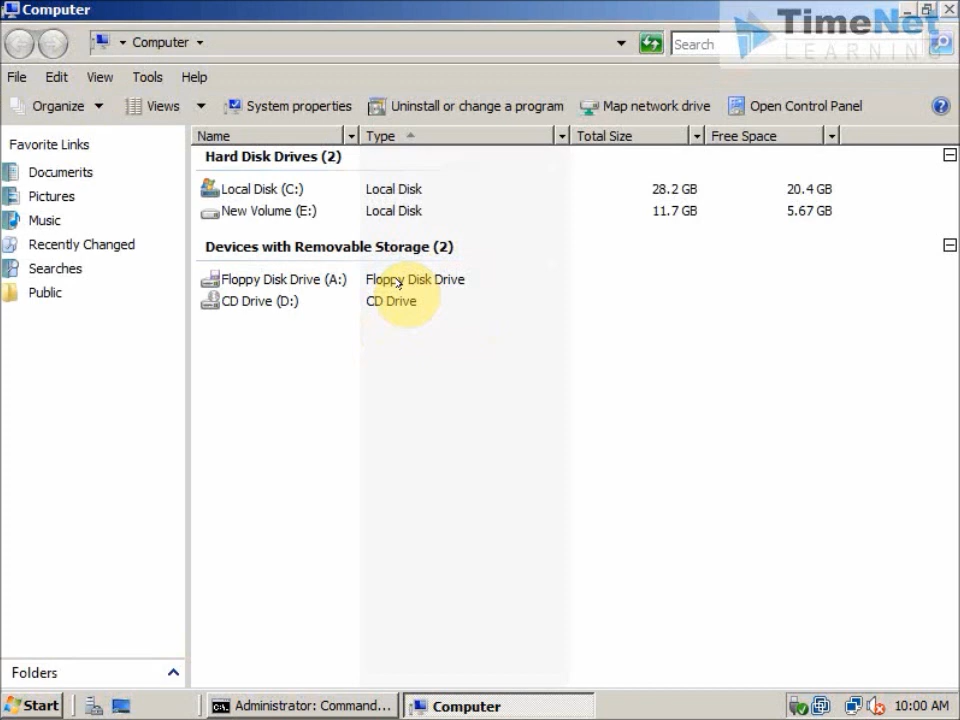 Computer
TimeNet
LEARNING
Computer
Search
File Edit View Tools Help
Organize Views System properties Uninstall or change a program Map network drive Open Control Panel
Favorite Links
Documents
Pictures
Music
Recently Changed
Searches
Public
Folders
Name Type Total Size Free Space
Hard Disk Drives (2)
Local Disk (C:) Local Disk 28.2 GB 20.4 GB
New Volume (E:) Local Disk 11.7 GB 5.67 GB
Devices with Removable Storage (2)
Floppy Disk Drive (A:) Floppy Disk Drive
CD Drive (D:) CD Drive
Start Administrator: Command... Computer 10:00 AM